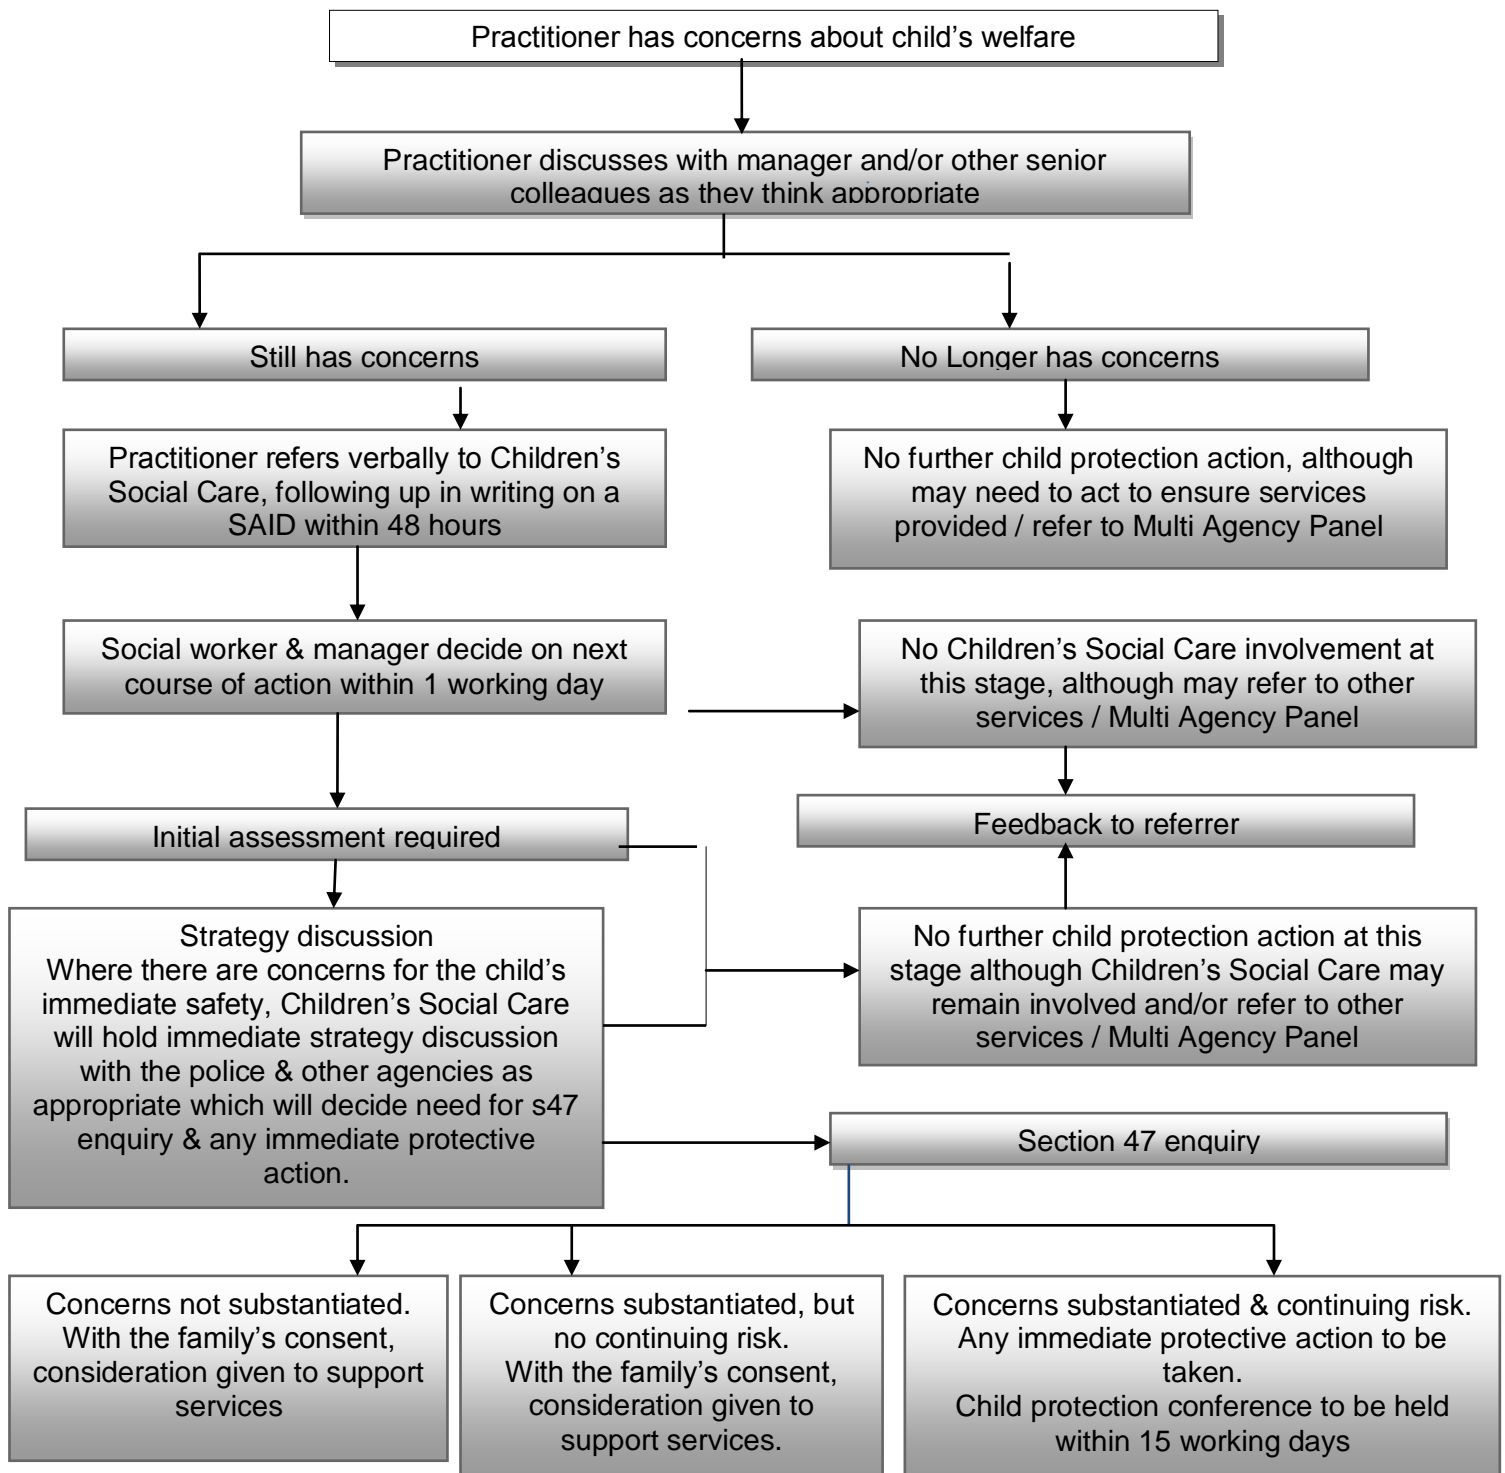 Practitioner has concerns about child’s welfare
Practitioner discusses with manager and/or other senior
colleagues as they think appropriate
Still has concerns
No Longer has concerns
Practitioner refers verbally to Children’s
Social Care, following up in writing on a
SAID within 48 hours
No further child protection action, although
may need to act to ensure services
provided / refer to Multi Agency Panel
Social worker & manager decide on next
course of action within 1 working day
No Children’s Social Care involvement at
this stage, although may refer to other
services / Multi Agency Panel
Initial assessment required
Feedback to referrer
Strategy discussion
Where there are concerns for the child’s
immediate safety, Children’s Social Care
will hold immediate strategy discussion
with the police & other agencies as
appropriate which will decide need for s47
enquiry & any immediate protective
action.
No further child protection action at this
stage although Children’s Social Care may
remain involved and/or refer to other
services / Multi Agency Panel
Section 47 enquiry
Concerns not substantiated.
With the family’s consent,
consideration given to support
services
Concerns substantiated, but
no continuing risk.
With the family’s consent,
consideration given to
support services.
Concerns substantiated & continuing risk.
Any immediate protective action to be
taken.
Child protection conference to be held
within 15 working days